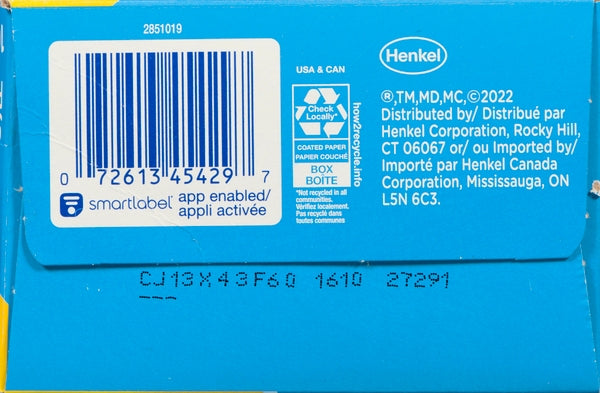 2851019
0 72613 45429 7
smartlabel® app enabled/
appli activée
USA & CAN
Check
Locally*
COATED PAPER
PAPIER COUCHÉ
BOX
BOÎTE
*Not recycled in all
communities.
Vérifiez localement.
Pas recyclé dans
toutes communes
how2recycle.info
Henkel
®,TM,MD,MC,©2022
Distributed by/ Distribué par
Henkel Corporation, Rocky Hill,
CT 06067 or/ ou Imported by/
Importé par Henkel Canada
Corporation, Mississauga, ON
L5N 6C3.
CJ13X43F60 1610 27291